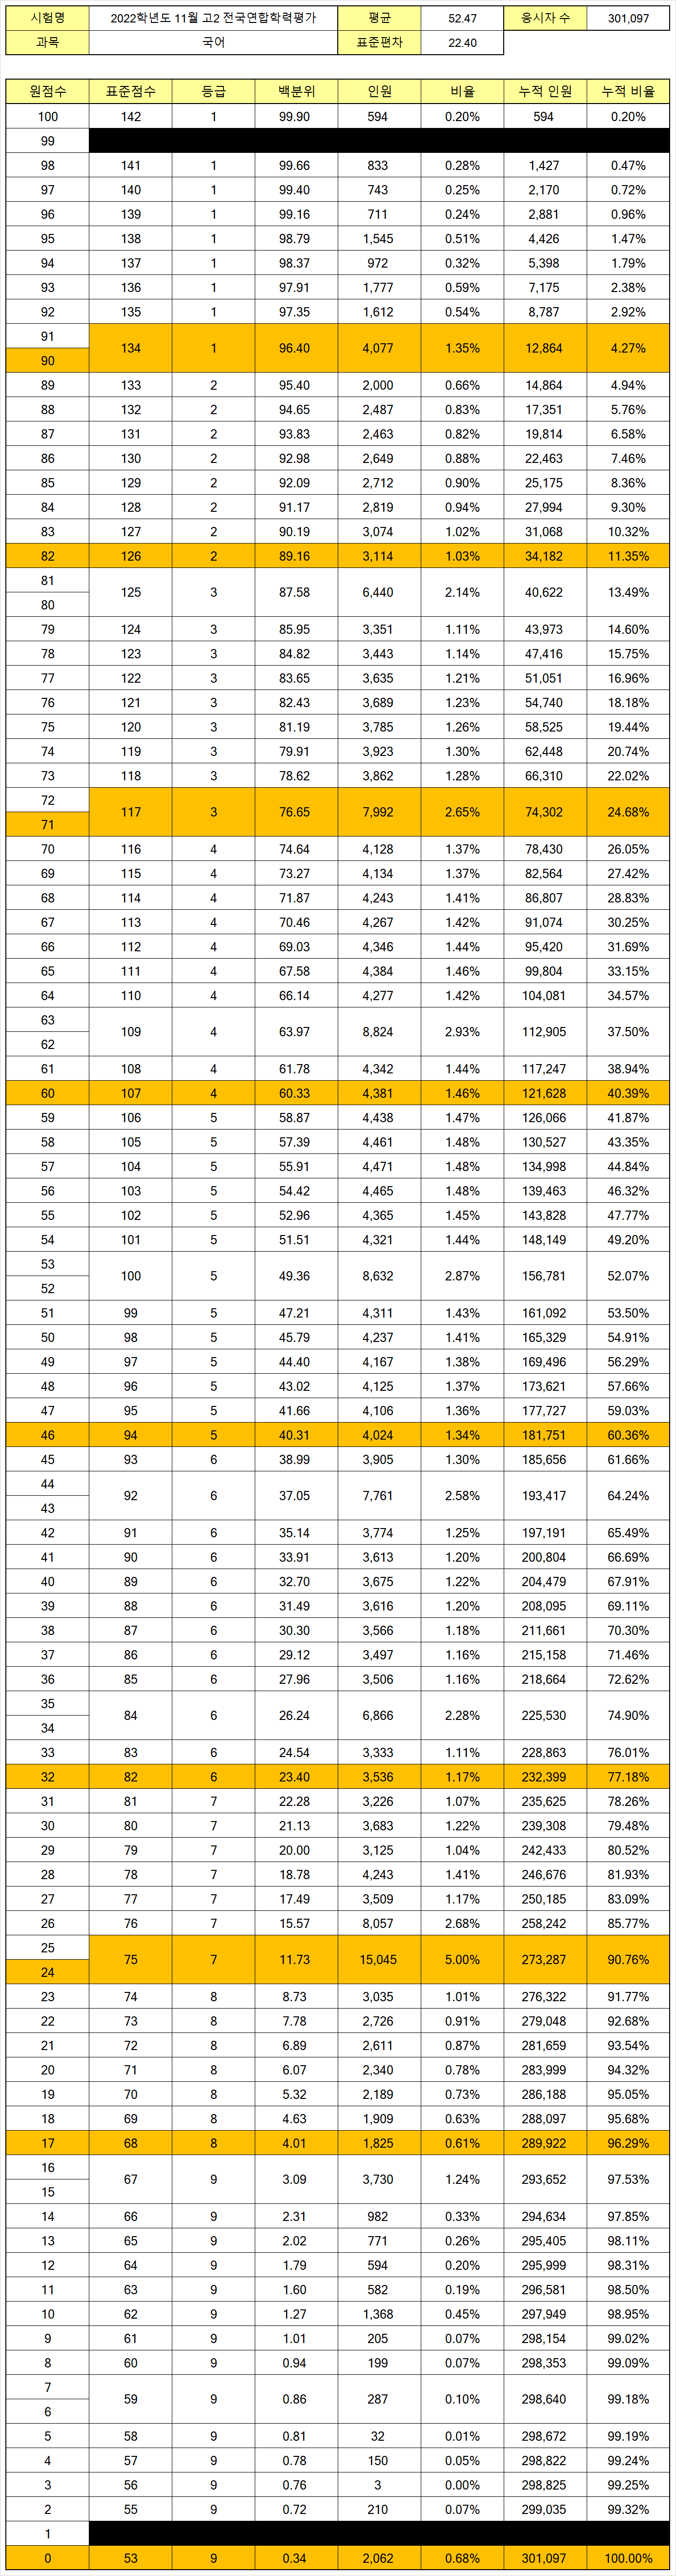 시험명 2022학년도 11월 고2 전국연합학력평가 평균 52.47 응시자 수 301,097
과목 국어 표준편차 22.40
원점수 표준점수 등급 백분위 인원 비율 누적 인원 누적 비율
100 142 1 99.90 594 0.20% 594 0.20%
99
98 141 1 99.66 833 0.28% 1,427 0.47%
97 140 1 99.40 743 0.25% 2,170 0.72%
96 139 1 99.16 711 0.24% 2,881 0.96%
95 138 1 98.79 1,545 0.51% 4,426 1.47%
94 137 1 98.37 972 0.32% 5,398 1.79%
93 136 1 97.91 1,777 0.59% 7,175 2.38%
92 135 1 97.35 1,612 0.54% 8,787 2.92%
91
134 1 96.40 4,077 1.35% 12,864 4.27%
90
89 133 2 95.40 2,000 0.66% 14,864 4.94%
88 132 2 94.65 2,487 0.83% 17,351 5.76%
87 131 2 93.83 2,463 0.82% 19,814 6.58%
86 130 2 92.98 2,649 0.88% 22,463 7.46%
85 129 2 92.09 2,712 0.90% 25,175 8.36%
84 128 2 91.17 2,819 0.94% 27,994 9.30%
83 127 2 90.19 3,074 1.02% 31,068 10.32%
82 126 2 89.16 3,114 1.03% 34,182 11.35%
81
125 3 87.58 6,440 2.14% 40,622 13.49%
80
79 124 3 85.95 3,351 1.11% 43,973 14.60%
78 123 3 84.82 3,443 1.14% 47,416 15.75%
77 122 3 83.65 3,635 1.21% 51,051 16.96%
76 121 3 82.43 3,689 1.23% 54,740 18.18%
75 120 3 81.19 3,785 1.26% 58,525 19.44%
74 119 3 79.91 3,923 1.30% 62,448 20.74%
73 118 3 78.62 3,862 1.28% 66,310 22.02%
72
117 3 76.65 7,992 2.65% 74,302 24.68%
71
70 116 4 74.64 4,128 1.37% 78,430 26.05%
69 115 4 73.27 4,134 1.37% 82,564 27.42%
68 114 4 71.87 4,243 1.41% 86,807 28.83%
67 113 4 70.46 4,267 1.42% 91,074 30.25%
66 112 4 69.03 4,346 1.44% 95,420 31.69%
65 111 4 67.58 4,384 1.46% 99,804 33.15%
64 110 4 66.14 4,277 1.42% 104,081 34.57%
63
109 4 63.97 8,824 2.93% 112,905 37.50%
62
61 108 4 61.78 4,342 1.44% 117,247 38.94%
60 107 4 60.33 4,381 1.46% 121,628 40.39%
59 106 5 58.87 4,438 1.47% 126,066 41.87%
58 105 5 57.39 4,461 1.48% 130,527 43.35%
57 104 5 55.91 4,471 1.48% 134,998 44.84%
56 103 5 54.42 4,465 1.48% 139,463 46.32%
55 102 5 52.96 4,365 1.45% 143,828 47.77%
54 101 5 51.51 4,321 1.44% 148,149 49.20%
53
100 5 49.36 8,632 2.87% 156,781 52.07%
52
51 99 5 47.21 4,311 1.43% 161,092 53.50%
50 98 5 45.79 4,237 1.41% 165,329 54.91%
49 97 5 44.40 4,167 1.38% 169,496 56.29%
48 96 5 43.02 4,125 1.37% 173,621 57.66%
47 95 5 41.66 4,106 1.36% 177,727 59.03%
46 94 5 40.31 4,024 1.34% 181,751 60.36%
45 93 6 38.99 3,905 1.30% 185,656 61.66%
44
92 6 37.05 7,761 2.58% 193,417 64.24%
43
42 91 6 35.14 3,774 1.25% 197,191 65.49%
41 90 6 33.91 3,613 1.20% 200,804 66.69%
40 89 6 32.70 3,675 1.22% 204,479 67.91%
39 88 6 31.49 3,616 1.20% 208,095 69.11%
38 87 6 30.30 3,566 1.18% 211,661 70.30%
37 86 6 29.12 3,497 1.16% 215,158 71.46%
36 85 6 27.96 3,506 1.16% 218,664 72.62%
35
84 6 26.24 6,866 2.28% 225,530 74.90%
34
33 83 6 24.54 3,333 1.11% 228,863 76.01%
32 82 6 23.40 3,536 1.17% 232,399 77.18%
31 81 7 22.28 3,226 1.07% 235,625 78.26%
30 80 7 21.13 3,683 1.22% 239,308 79.48%
29 79 7 20.00 3,125 1.04% 242,433 80.52%
28 78 7 18.78 4,243 1.41% 246,676 81.93%
27 77 7 17.49 3,509 1.17% 250,185 83.09%
26 76 7 15.57 8,057 2.68% 258,242 85.77%
25
75 7 11.73 15,045 5.00% 273,287 90.76%
24
23 74 8 8.73 3,035 1.01% 276,322 91.77%
22 73 8 7.78 2,726 0.91% 279,048 92.68%
21 72 8 6.89 2,611 0.87% 281,659 93.54%
20 71 8 6.07 2,340 0.78% 283,999 94.32%
19 70 8 5.32 2,189 0.73% 286,188 95.05%
18 69 8 4.63 1,909 0.63% 288,097 95.68%
17 68 8 4.01 1,825 0.61% 289,922 96.29%
16
67 9 3.09 3,730 1.24% 293,652 97.53%
15
14 66 9 2.31 982 0.33% 294,634 97.85%
13 65 9 2.02 771 0.26% 295,405 98.11%
12 64 9 1.79 594 0.20% 295,999 98.31%
11 63 9 1.60 582 0.19% 296,581 98.50%
10 62 9 1.27 1,368 0.45% 297,949 98.95%
9 61 9 1.01 205 0.07% 298,154 99.02%
8 60 9 0.94 199 0.07% 298,353 99.09%
7
59 9 0.86 287 0.10% 298,640 99.18%
6
5 58 9 0.81 32 0.01% 298,672 99.19%
4 57 9 0.78 150 0.05% 298,822 99.24%
3 56 9 0.76 3 0.00% 298,825 99.25%
2 55 9 0.72 210 0.07% 299,035 99.32%
1
0 53 9 0.34 2,062 0.68% 301,097 100.00%